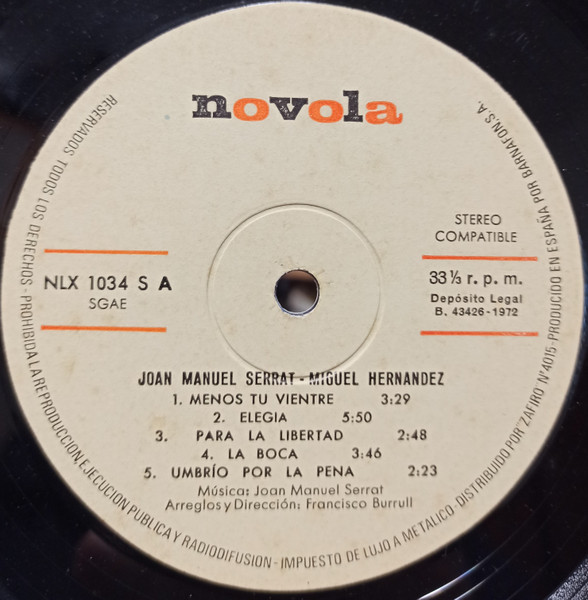 novola
STEREO
COMPATIBLE
NLX 1034 S A
SGAE
33⅓ r. p. m.
Depósito Legal
B. 43426-1972
JOAN MANUEL SERRAT - MIGUEL HERNANDEZ
1. MENOS TU VIENTRE 3:29
2. ELEGIA 5:50
3. PARA LA LIBERTAD 2:48
4. LA BOCA 3:46
5. UMBRÍO POR LA PENA 2:23
Música: Joan Manuel Serrat
Arreglos y Dirección: Francisco Burrull
RESERVADOS TODOS LOS DERECHOS - PROHIBIDA LA REPRODUCCION, EJECUCION PUBLICA Y RADIODIFUSION - IMPUESTO DE LUJO A METALICO - DISTRIBUIDO POR "ZAFIRO" Nº 4015 - PRODUCIDO EN ESPAÑA POR BARNAFON, S. A.